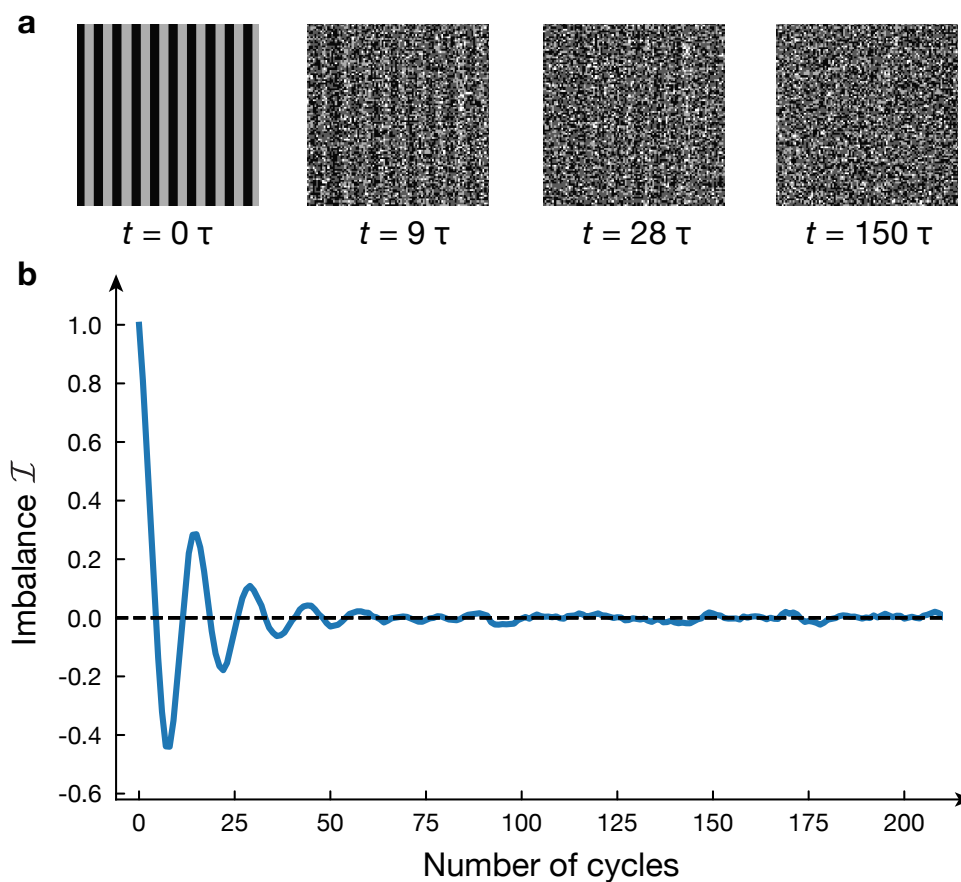 a
t = 0 τ
t = 9 τ
t = 28 τ
t = 150 τ
b
1.0
0.8
0.6
0.4
0.2
0.0
-0.2
-0.4
-0.6
Imbalance ℐ
0
25
50
75
100
125
150
175
200
Number of cycles